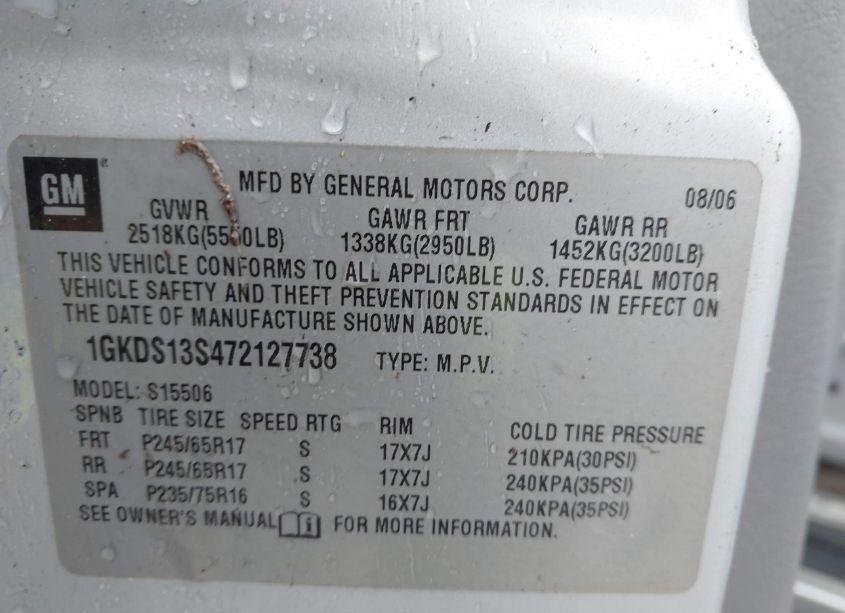 GM
MFD BY GENERAL MOTORS CORP. 08/06
GVWR GAWR FRT GAWR RR
2518KG(5550LB) 1338KG(2950LB) 1452KG(3200LB)
THIS VEHICLE CONFORMS TO ALL APPLICABLE U.S. FEDERAL MOTOR
VEHICLE SAFETY AND THEFT PREVENTION STANDARDS IN EFFECT ON
THE DATE OF MANUFACTURE SHOWN ABOVE.
1GKDS13S472127738 TYPE: M.P.V.
MODEL: S15506
SPNB TIRE SIZE SPEED RTG RIM COLD TIRE PRESSURE
FRT P245/65R17 S 17X7J 210KPA(30PSI)
RR P245/65R17 S 17X7J 240KPA(35PSI)
SPA P235/75R16 S 16X7J 240KPA(35PSI)
SEE OWNER'S MANUAL FOR MORE INFORMATION.